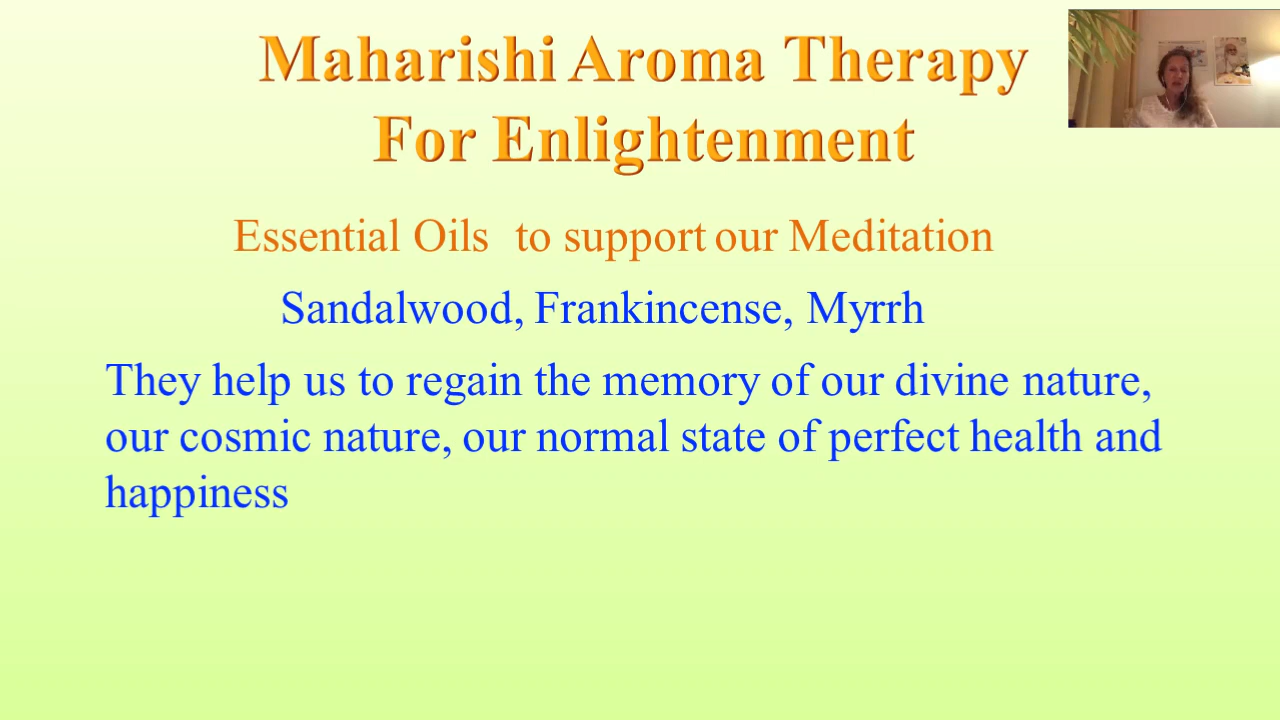 Maharishi Aroma Therapy
For Enlightenment
Essential Oils  to support our Meditation
Sandalwood, Frankincense, Myrrh
They help us to regain the memory of our divine nature,
our cosmic nature, our normal state of perfect health and
happiness